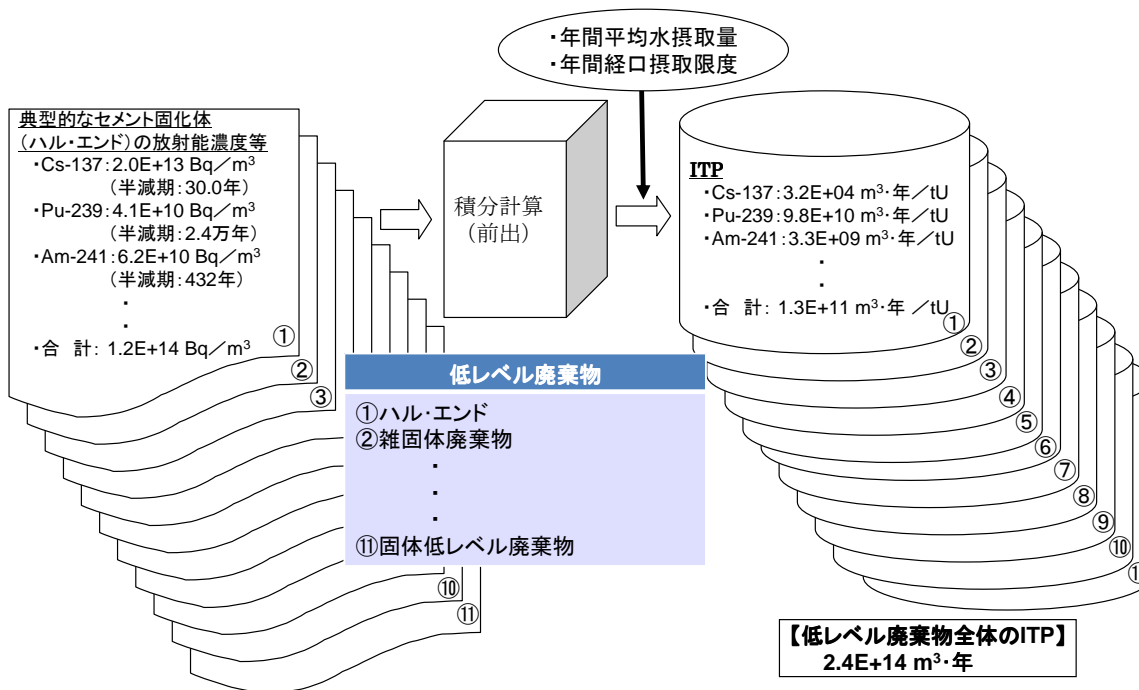 ・年間平均水摂取量
・年間経口摂取限度
典型的なセメント固化体
(ハル・エンド)の放射能濃度等
・Cs-137:2.0E+13 Bq/m³
(半減期:30.0年)
・Pu-239:4.1E+10 Bq/m³
(半減期:2.4万年)
・Am-241:6.2E+10 Bq/m³
(半減期:432年)
・
・
・合 計: 1.2E+14 Bq/m³
①
②
③
⑩
⑪
積分計算
(前出)
ITP
・Cs-137:3.2E+04 m³・年/tU
・Pu-239:9.8E+10 m³・年/tU
・Am-241:3.3E+09 m³・年/tU
・
・
・合 計: 1.3E+11 m³・年 /tU
①
②
③
④
⑤
⑥
⑦
⑧
⑨
⑩
低レベル廃棄物
①ハル・エンド
②雑固体廃棄物
・
・
・
⑪固体低レベル廃棄物
【低レベル廃棄物全体のITP】
2.4E+14 m³・年